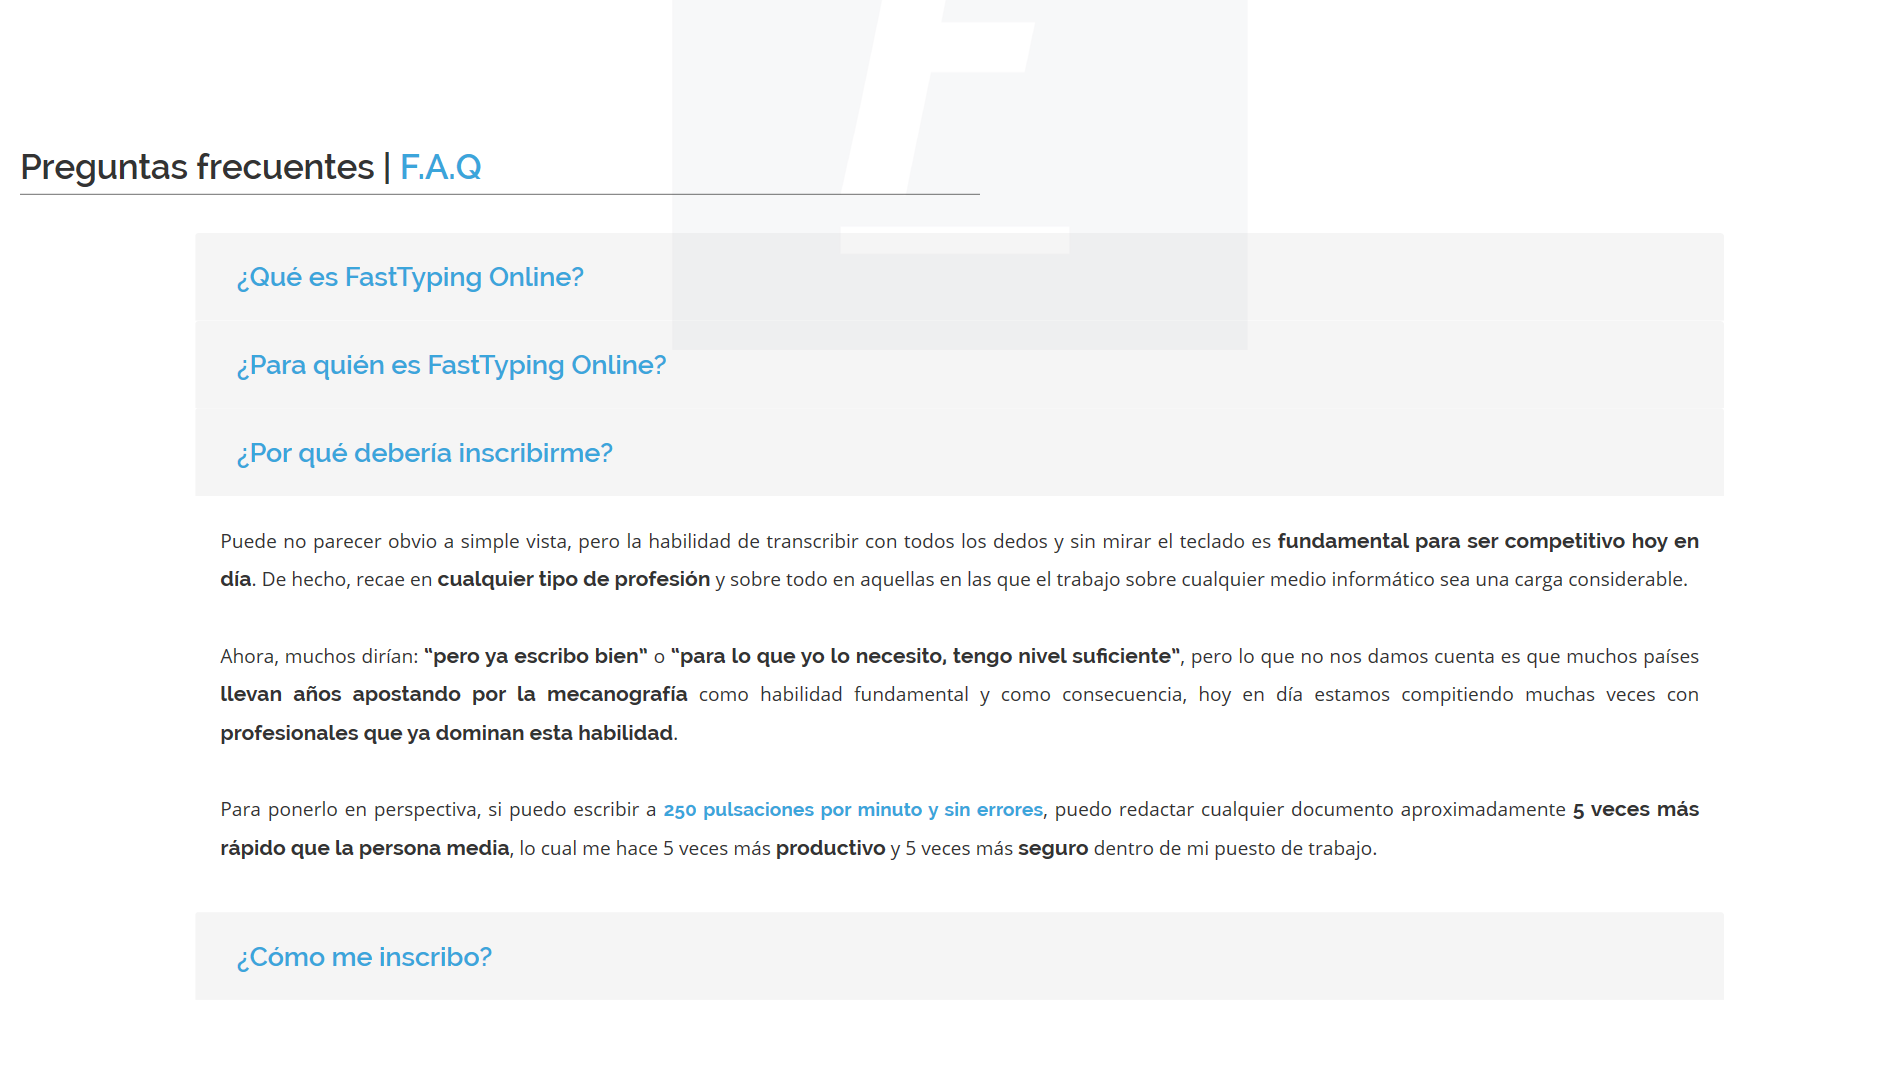 Preguntas frecuentes | F.A.Q
¿Qué es FastTyping Online?
¿Para quién es FastTyping Online?
¿Por qué debería inscribirme?
Puede no parecer obvio a simple vista, pero la habilidad de transcribir con todos los dedos y sin mirar el teclado es fundamental para ser competitivo hoy en
día. De hecho, recae en cualquier tipo de profesión y sobre todo en aquellas en las que el trabajo sobre cualquier medio informático sea una carga considerable.
Ahora, muchos dirían: “pero ya escribo bien” o “para lo que yo lo necesito, tengo nivel suficiente”, pero lo que no nos damos cuenta es que muchos países
llevan años apostando por la mecanografía como habilidad fundamental y como consecuencia, hoy en día estamos compitiendo muchas veces con
profesionales que ya dominan esta habilidad.
Para ponerlo en perspectiva, si puedo escribir a 250 pulsaciones por minuto y sin errores, puedo redactar cualquier documento aproximadamente 5 veces más
rápido que la persona media, lo cual me hace 5 veces más productivo y 5 veces más seguro dentro de mi puesto de trabajo.
¿Cómo me inscribo?